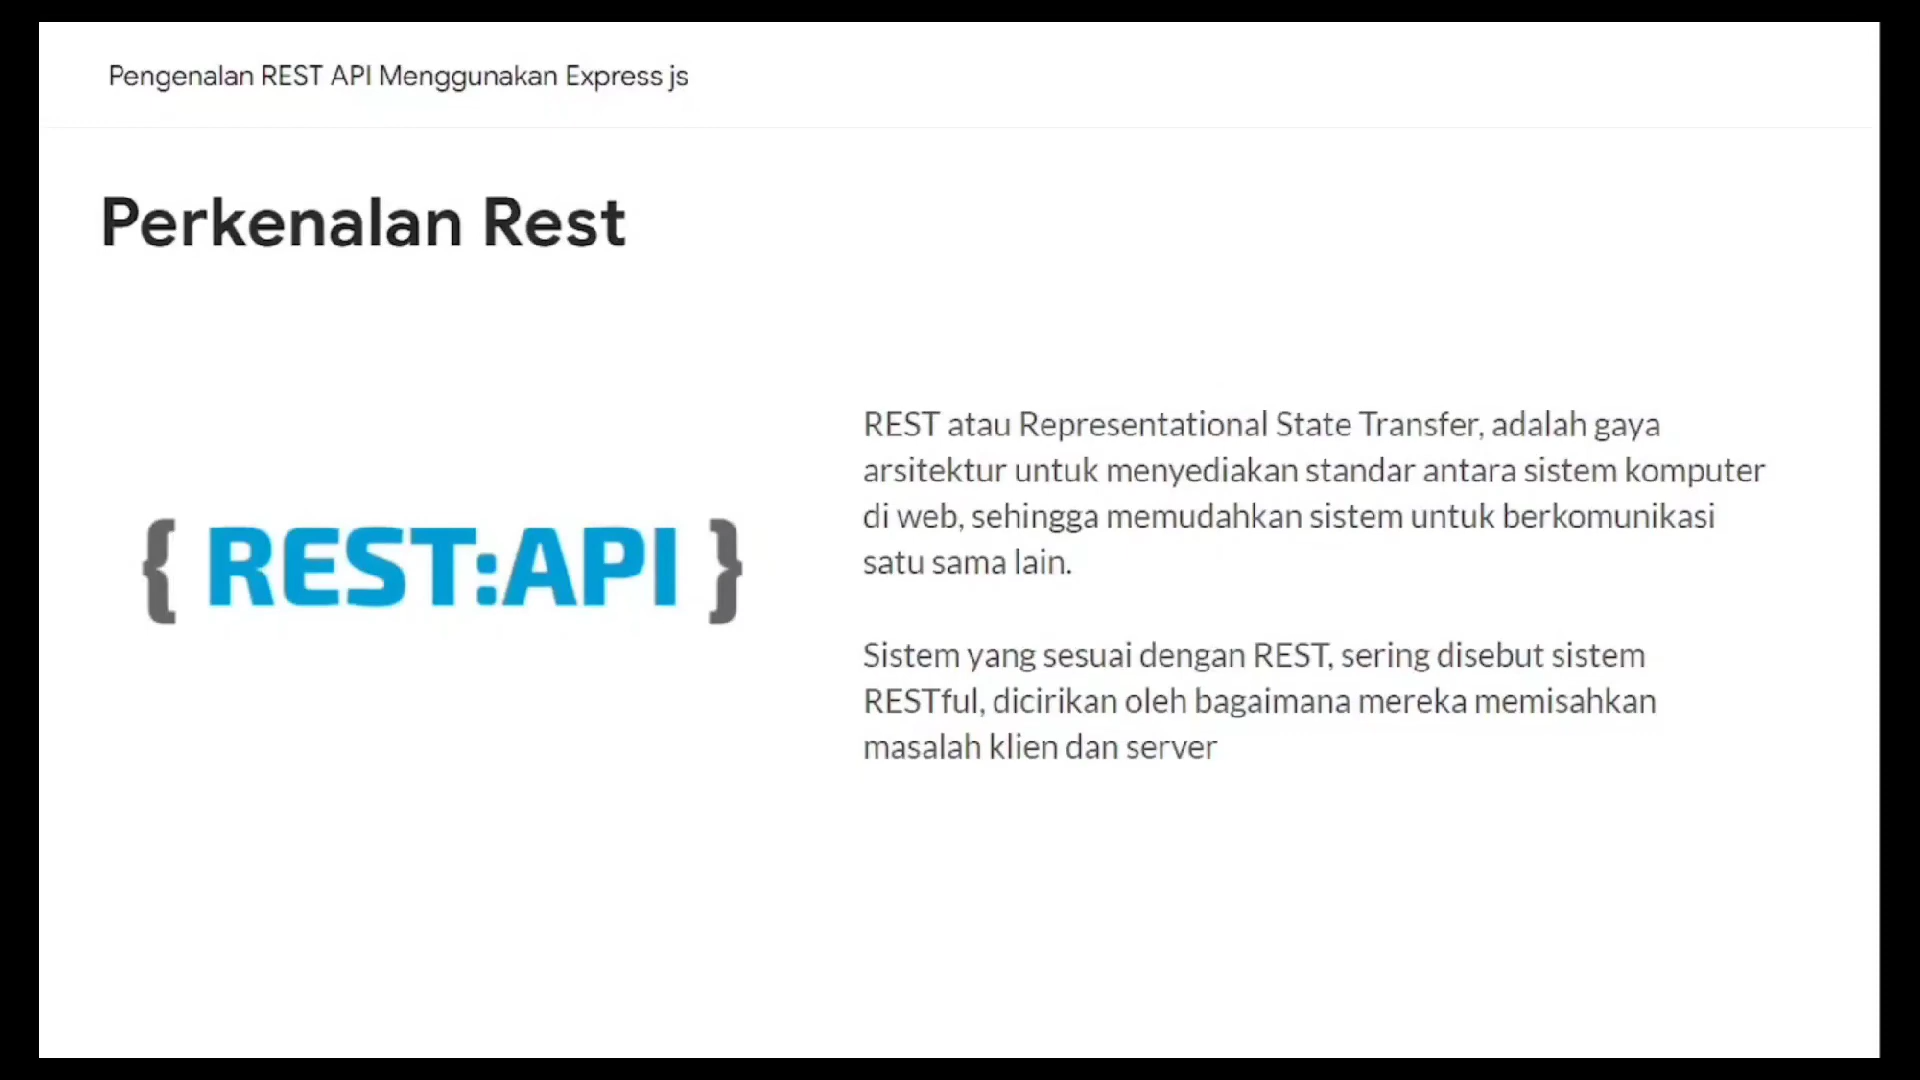 Pengenalan REST API Menggunakan Express js
Perkenalan Rest
{ REST:API }
REST atau Representational State Transfer, adalah gaya
arsitektur untuk menyediakan standar antara sistem komputer
di web, sehingga memudahkan sistem untuk berkomunikasi
satu sama lain.
Sistem yang sesuai dengan REST, sering disebut sistem
RESTful, dicirikan oleh bagaimana mereka memisahkan
masalah klien dan server